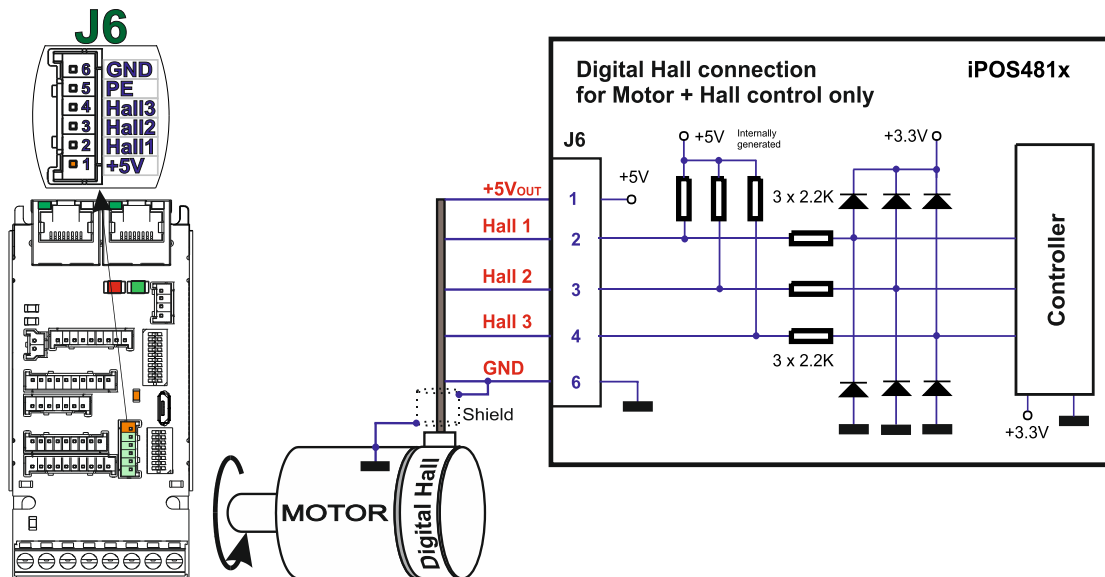 J6
6 GND
5 PE
4 Hall3
3 Hall2
2 Hall1
1 +5V
Digital Hall connection
for Motor + Hall control only
iPOS481x
J6
+5V
Internally
generated
+3.3V
+5VOUT
1
+5V
3 x 2.2K
Hall 1
2
Hall 2
3
Hall 3
4
3 x 2.2K
GND
6
Controller
Shield
+3.3V
MOTOR
Digital Hall